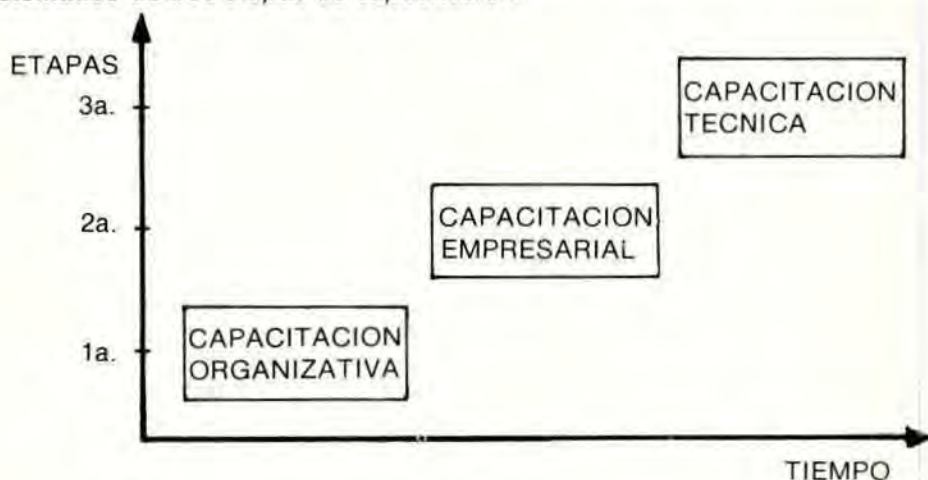 ETAPAS
3a.
CAPACITACION
TECNICA
2a.
CAPACITACION
EMPRESARIAL
1a.
CAPACITACION
ORGANIZATIVA
TIEMPO